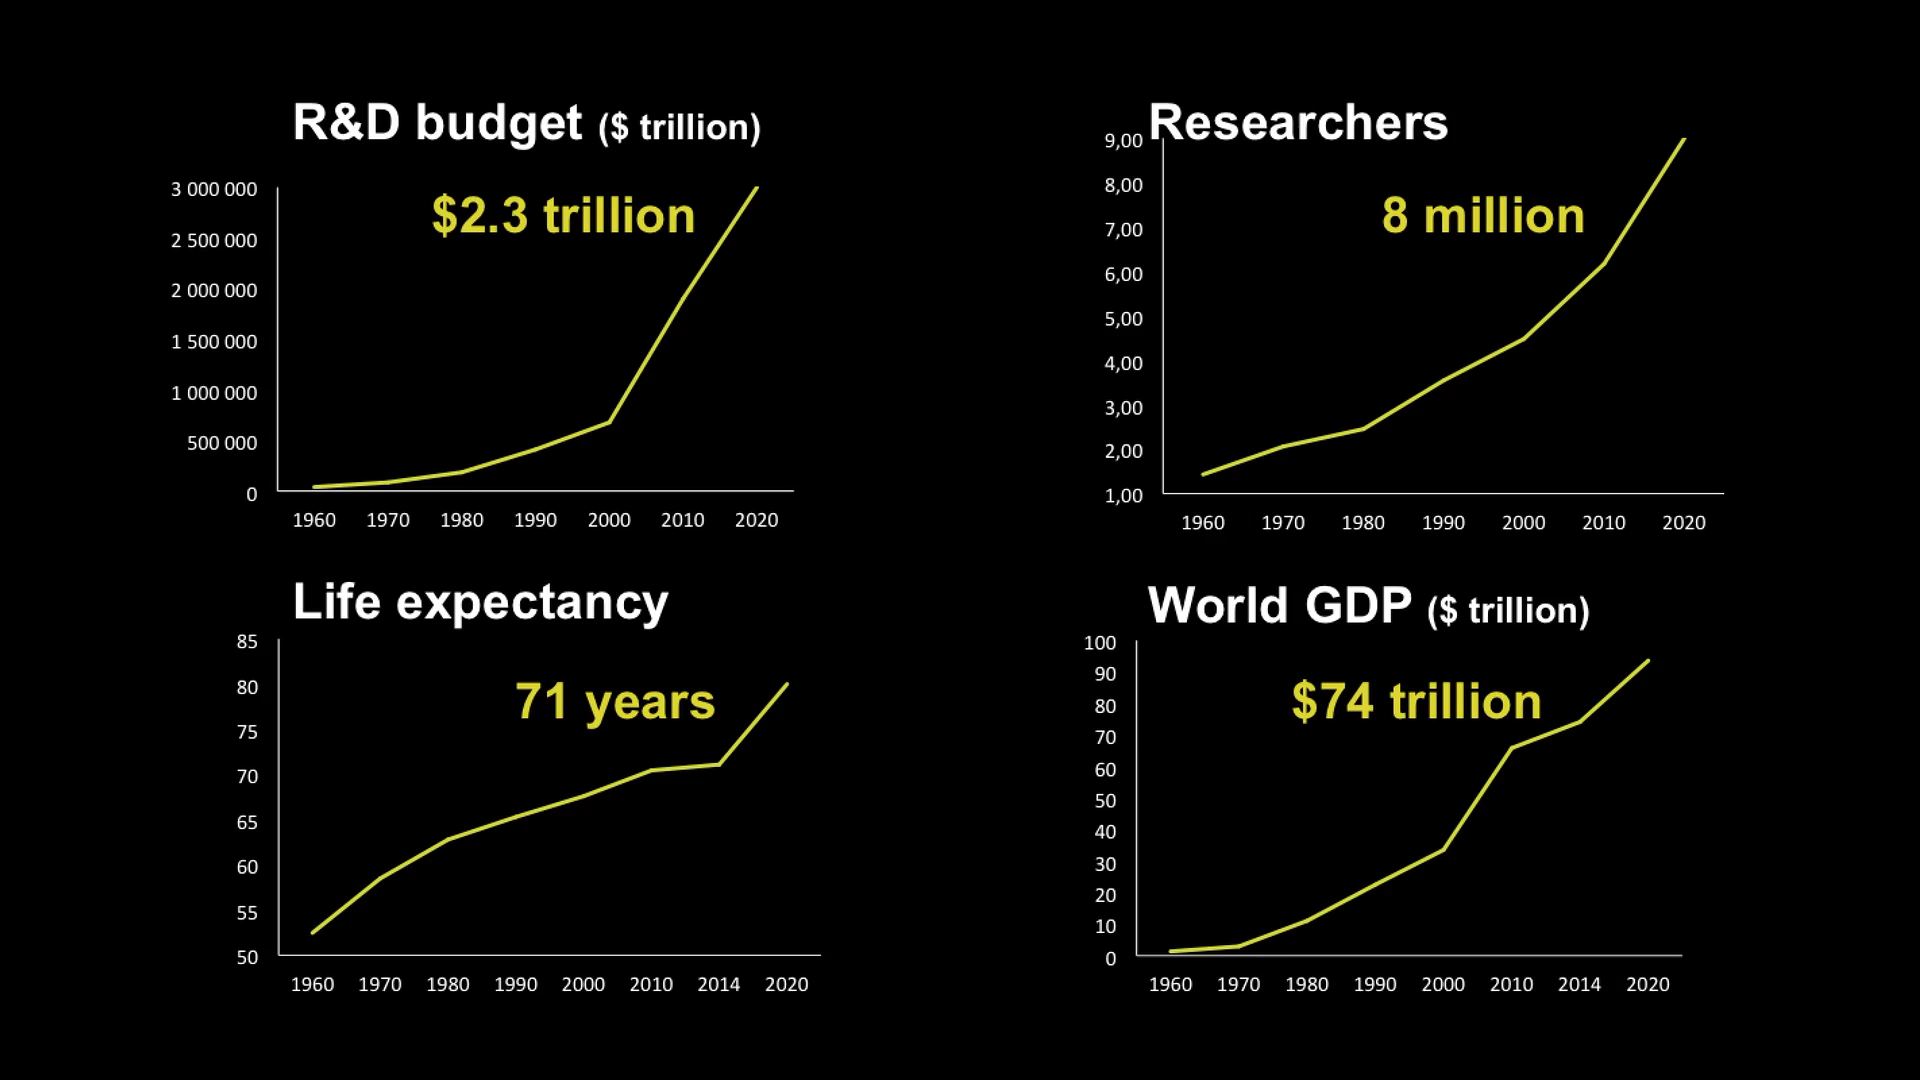 R&D budget ($ trillion)
3 000 000
2 500 000
2 000 000
1 500 000
1 000 000
500 000
0
$2.3 trillion
1960 1970 1980 1990 2000 2010 2020
Researchers
9,00
8,00
7,00
6,00
5,00
4,00
3,00
2,00
1,00
8 million
1960 1970 1980 1990 2000 2010 2020
Life expectancy
85
80
75
70
65
60
55
50
71 years
1960 1970 1980 1990 2000 2010 2014 2020
World GDP ($ trillion)
100
90
80
70
60
50
40
30
20
10
0
$74 trillion
1960 1970 1980 1990 2000 2010 2014 2020